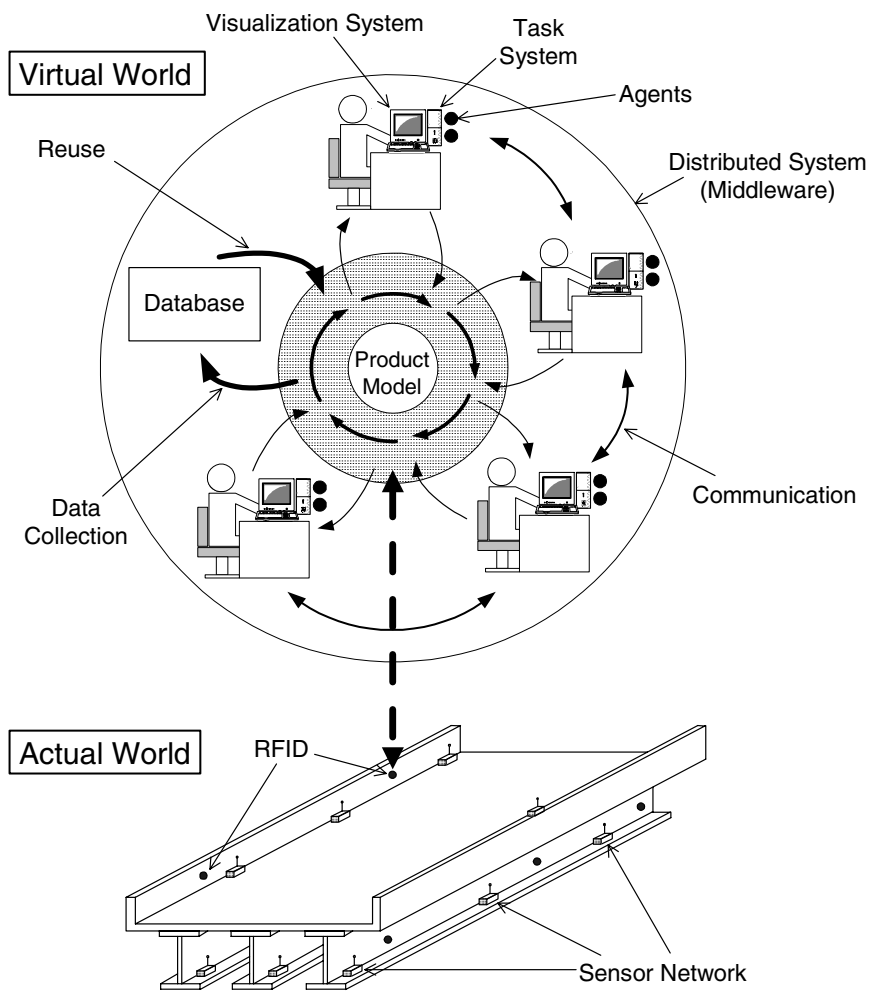 Visualization System
Task
System
Virtual World
Agents
Reuse
Distributed System
(Middleware)
Database
Product
Model
Data
Collection
Communication
Actual World
RFID
Sensor Network